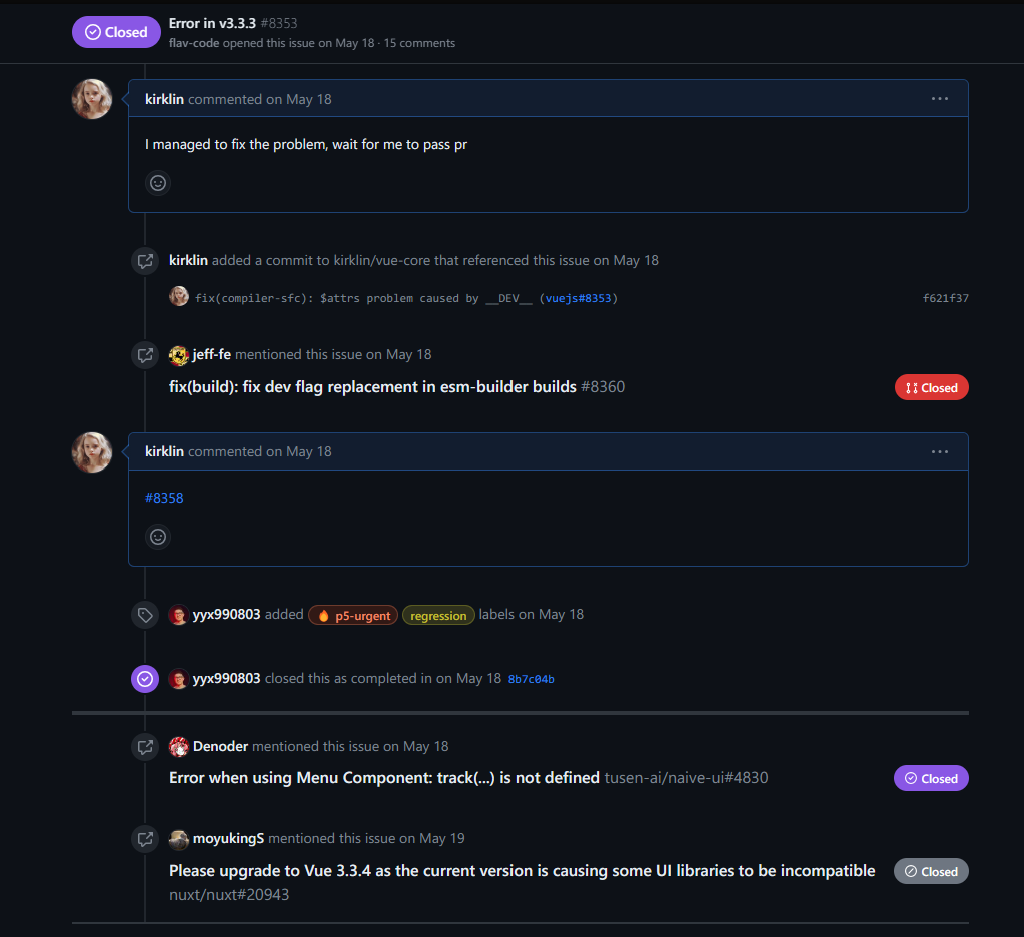 Closed
Error in v3.3.3 #8353
flav-code opened this issue on May 18 · 15 comments
kirklin commented on May 18
I managed to fix the problem, wait for me to pass pr
kirklin added a commit to kirklin/vue-core that referenced this issue on May 18
fix(compiler-sfc): $attrs problem caused by __DEV__ (vuejs#8353) f621f37
jeff-fe mentioned this issue on May 18
fix(build): fix dev flag replacement in esm-builder builds #8360 Closed
kirklin commented on May 18
#8358
yyx990803 added p5-urgent regression labels on May 18
yyx990803 closed this as completed in on May 18 8b7c04b
Denoder mentioned this issue on May 18
Error when using Menu Component: track(...) is not defined tusen-ai/naive-ui#4830 Closed
moyukingS mentioned this issue on May 19
Please upgrade to Vue 3.3.4 as the current version is causing some UI libraries to be incompatible Closed
nuxt/nuxt#20943